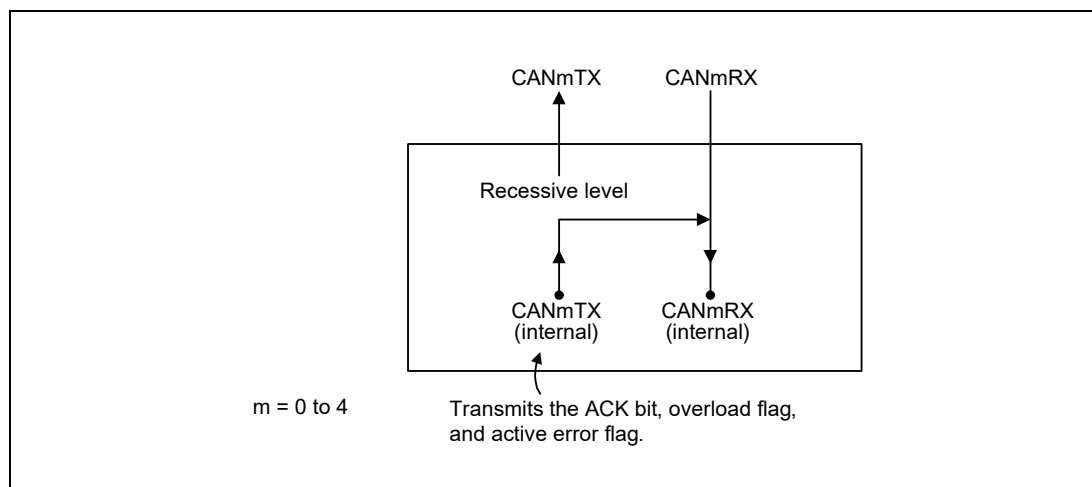 CANmTX CANmRX
Recessive level
CANmTX CANmRX
(internal) (internal)
m = 0 to 4 Transmits the ACK bit, overload flag,
and active error flag.